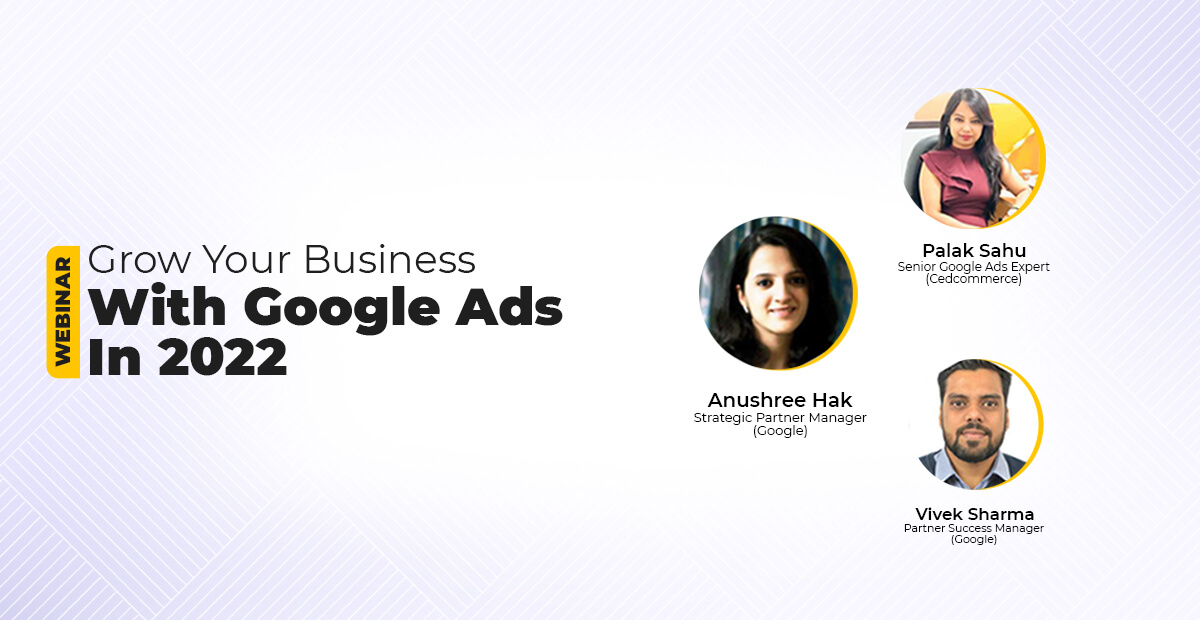 WEBINAR
Grow Your Business
With Google Ads
In 2022
Palak Sahu
Senior Google Ads Expert
(Cedcommerce)
Anushree Hak
Strategic Partner Manager
(Google)
Vivek Sharma
Partner Success Manager
(Google)